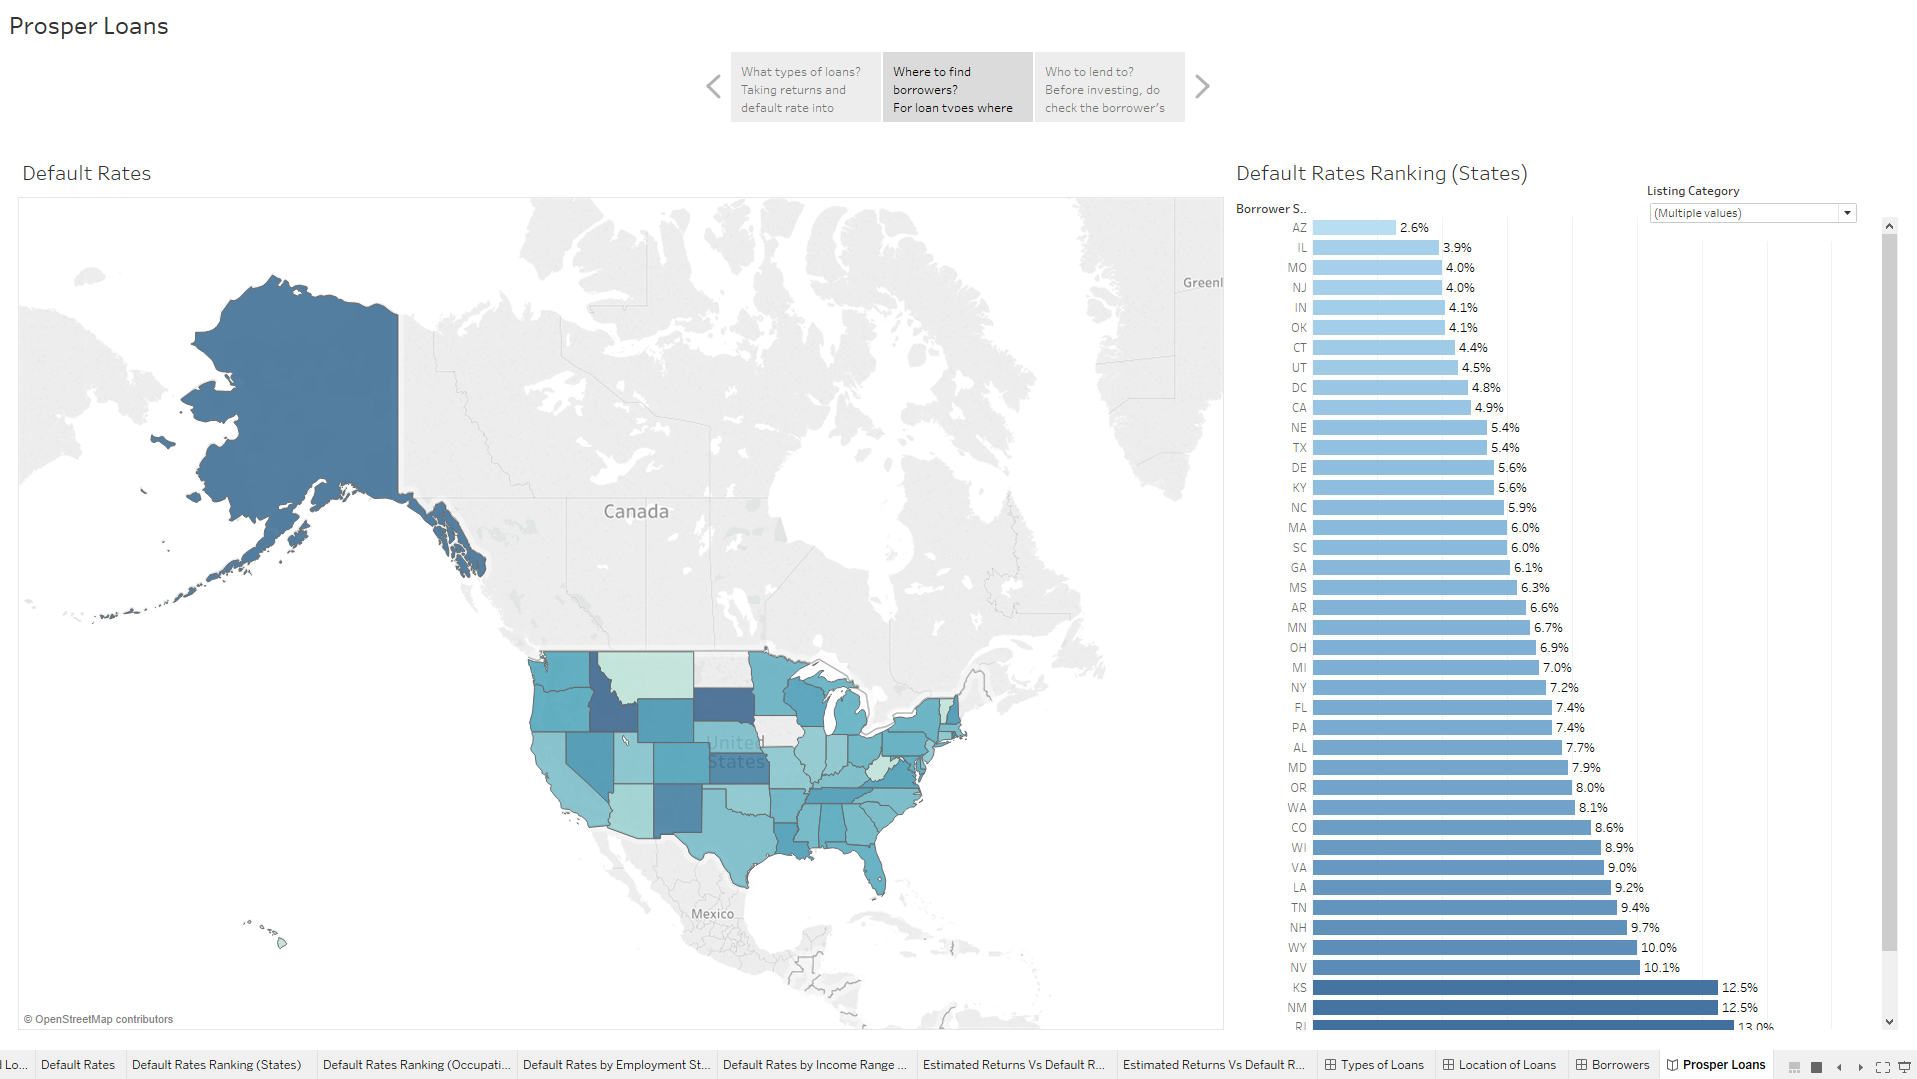 Prosper Loans
What types of loans?
Taking returns and
default rate into
Where to find
borrowers?
For loan types where
Who to lend to?
Before investing, do
check the borrower's
Default Rates
Default Rates Ranking (States)
Listing Category
(Multiple values)
Borrower S..
AZ 2.6%
IL 3.9%
MO 4.0%
NJ 4.0%
IN 4.1%
OK 4.1%
CT 4.4%
UT 4.5%
DC 4.8%
CA 4.9%
NE 5.4%
TX 5.4%
DE 5.6%
KY 5.6%
NC 5.9%
MA 6.0%
SC 6.0%
GA 6.1%
MS 6.3%
AR 6.6%
MN 6.7%
OH 6.9%
MI 7.0%
NY 7.2%
FL 7.4%
PA 7.4%
AL 7.7%
MD 7.9%
OR 8.0%
WA 8.1%
CO 8.6%
WI 8.9%
VA 9.0%
LA 9.2%
TN 9.4%
NH 9.7%
WY 10.0%
NV 10.1%
KS 12.5%
NM 12.5%
RI 13.0%
Greenl
Canada
United
States
Mexico
© OpenStreetMap contributors
d Lo... Default Rates Default Rates Ranking (States) Default Rates Ranking (Occupati... Default Rates by Employment St... Default Rates by Income Range ... Estimated Returns Vs Default R... Estimated Returns Vs Default R... Types of Loans Location of Loans Borrowers Prosper Loans